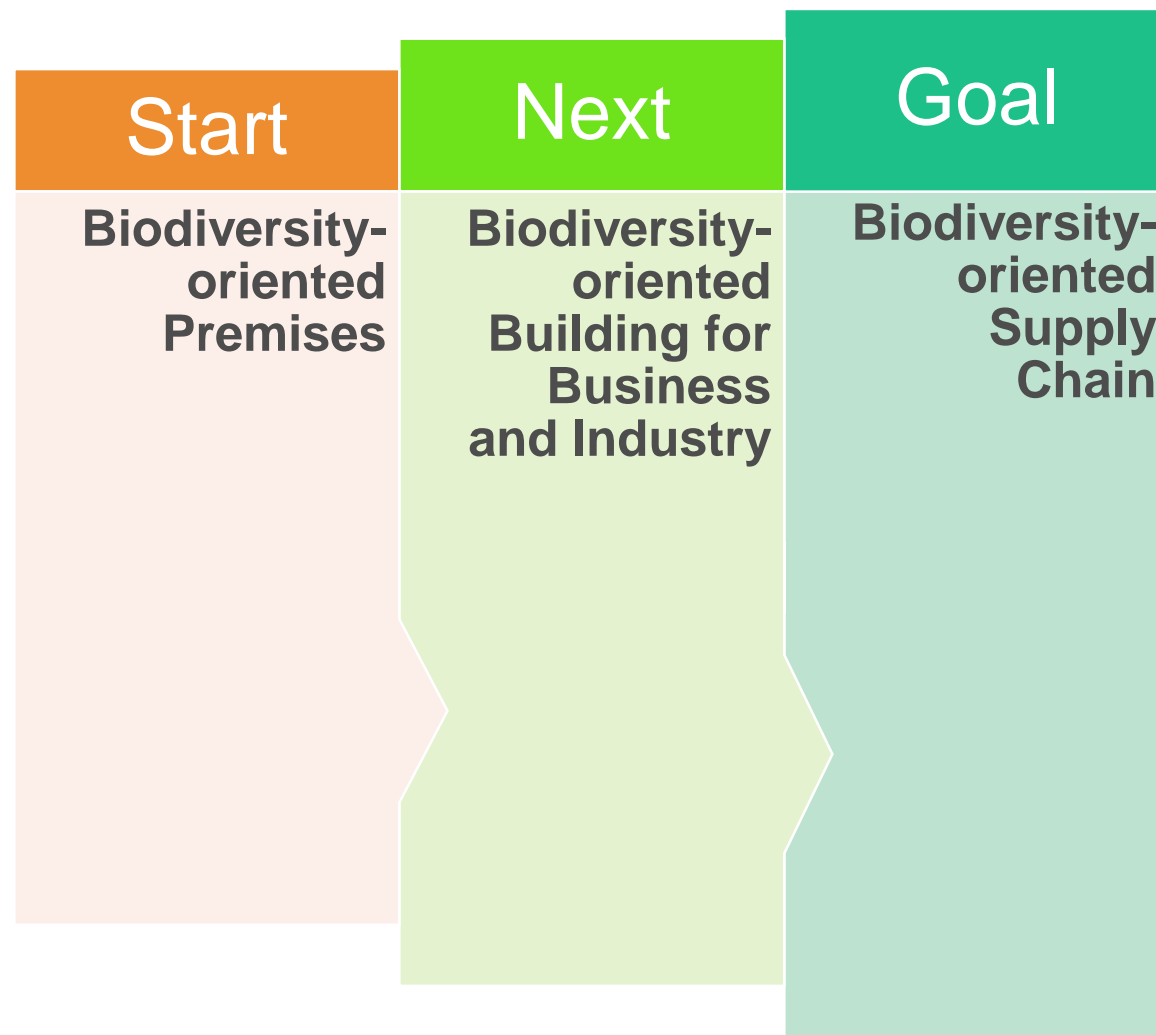 Start
Biodiversity-
oriented
Premises
Next
Biodiversity-
oriented
Building for
Business
and Industry
Goal
Biodiversity-
oriented
Supply
Chain